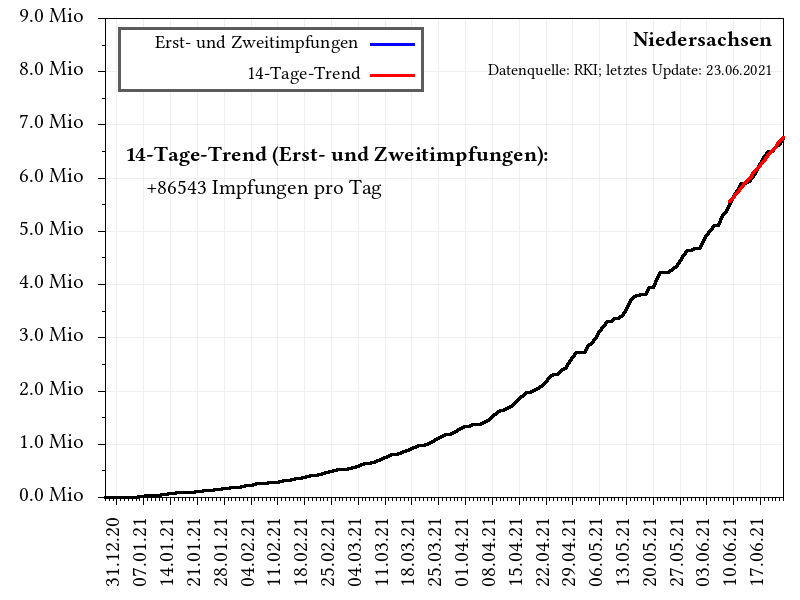 9.0 Mio
8.0 Mio
7.0 Mio
6.0 Mio
5.0 Mio
4.0 Mio
3.0 Mio
2.0 Mio
1.0 Mio
0.0 Mio
Erst- und Zweitimpfungen
14-Tage-Trend
Niedersachsen
Datenquelle: RKI; letztes Update: 23.06.2021
14-Tage-Trend (Erst- und Zweitimpfungen):
+86543 Impfungen pro Tag
31.12.20
07.01.21
14.01.21
21.01.21
28.01.21
04.02.21
11.02.21
18.02.21
25.02.21
04.03.21
11.03.21
18.03.21
25.03.21
01.04.21
08.04.21
15.04.21
22.04.21
29.04.21
06.05.21
13.05.21
20.05.21
27.05.21
03.06.21
10.06.21
17.06.21